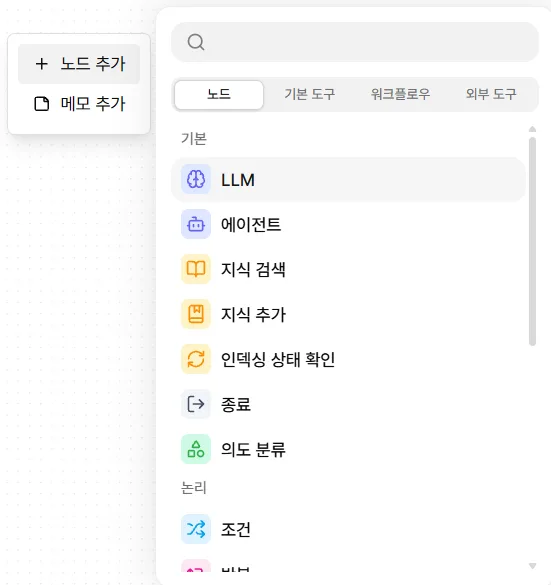 노드 추가
메모 추가
노드 기본 도구 워크플로우 외부 도구
기본
LLM
에이전트
지식 검색
지식 추가
인덱싱 상태 확인
종료
의도 분류
논리
조건